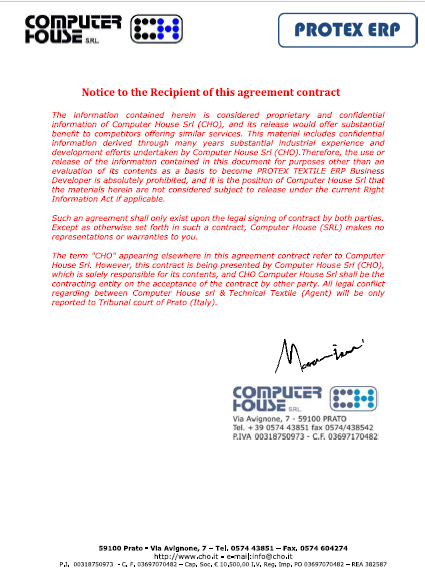 COMPUTER
HOUSE S.R.L.
PROTEX ERP
Notice to the Recipient of this agreement contract
The information contained herein is considered proprietary and confidential
information of Computer House Srl (CHO), and its release would offer substantial
benefit to competitors offering similar services. This material includes confidential
information derived through many years substantial industrial experience and
development efforts undertaken by Computer House Srl (CHO).Therefore, the use or
release of the information contained in this document for purposes other than an
evaluation of its contents as a basis to become PROTEX TEXTILE ERP Business
Developer is absolutely prohibited, and it is the position of Computer House Srl that
the materials herein are not considered subject to release under the current Right
Information Act if applicable.
Such an agreement shall only exist upon the legal signing of contract by both parties.
Except as otherwise set forth in such a contract, Computer House (SRL) makes no
representations or warranties to you.
The term "CHO" appearing elsewhere in this agreement contract refer to Computer
House Srl. However, this contract is being presented by Computer House Srl (CHO),
which is solely responsible for its contents, and CHO Computer House Srl shall be the
contracting entity on the acceptance of the contract by other party. All legal conflict
regarding between Computer House srl & Technical Textile (Agent) will be only
reported to Tribunal court of Prato (Italy).
COMPUTER
HOUSE S.R.L.
Via Avignone, 7 - 59100 PRATO
Tel. +39 0574 43851 fax 0574/438542
P.IVA 00318750973 - C.F. 03697170482
59100 Prato • Via Avignone, 7 – Tel. 0574 43851 – Fax. 0574 604274
http://www.cho.it • e-mail:info@cho.it
P.I. 00318750973 - C. F. 03697070482 – Cap. Soc. € 10.500,00 I.V. Reg. Imp. PO 03697070482 – REA 382587